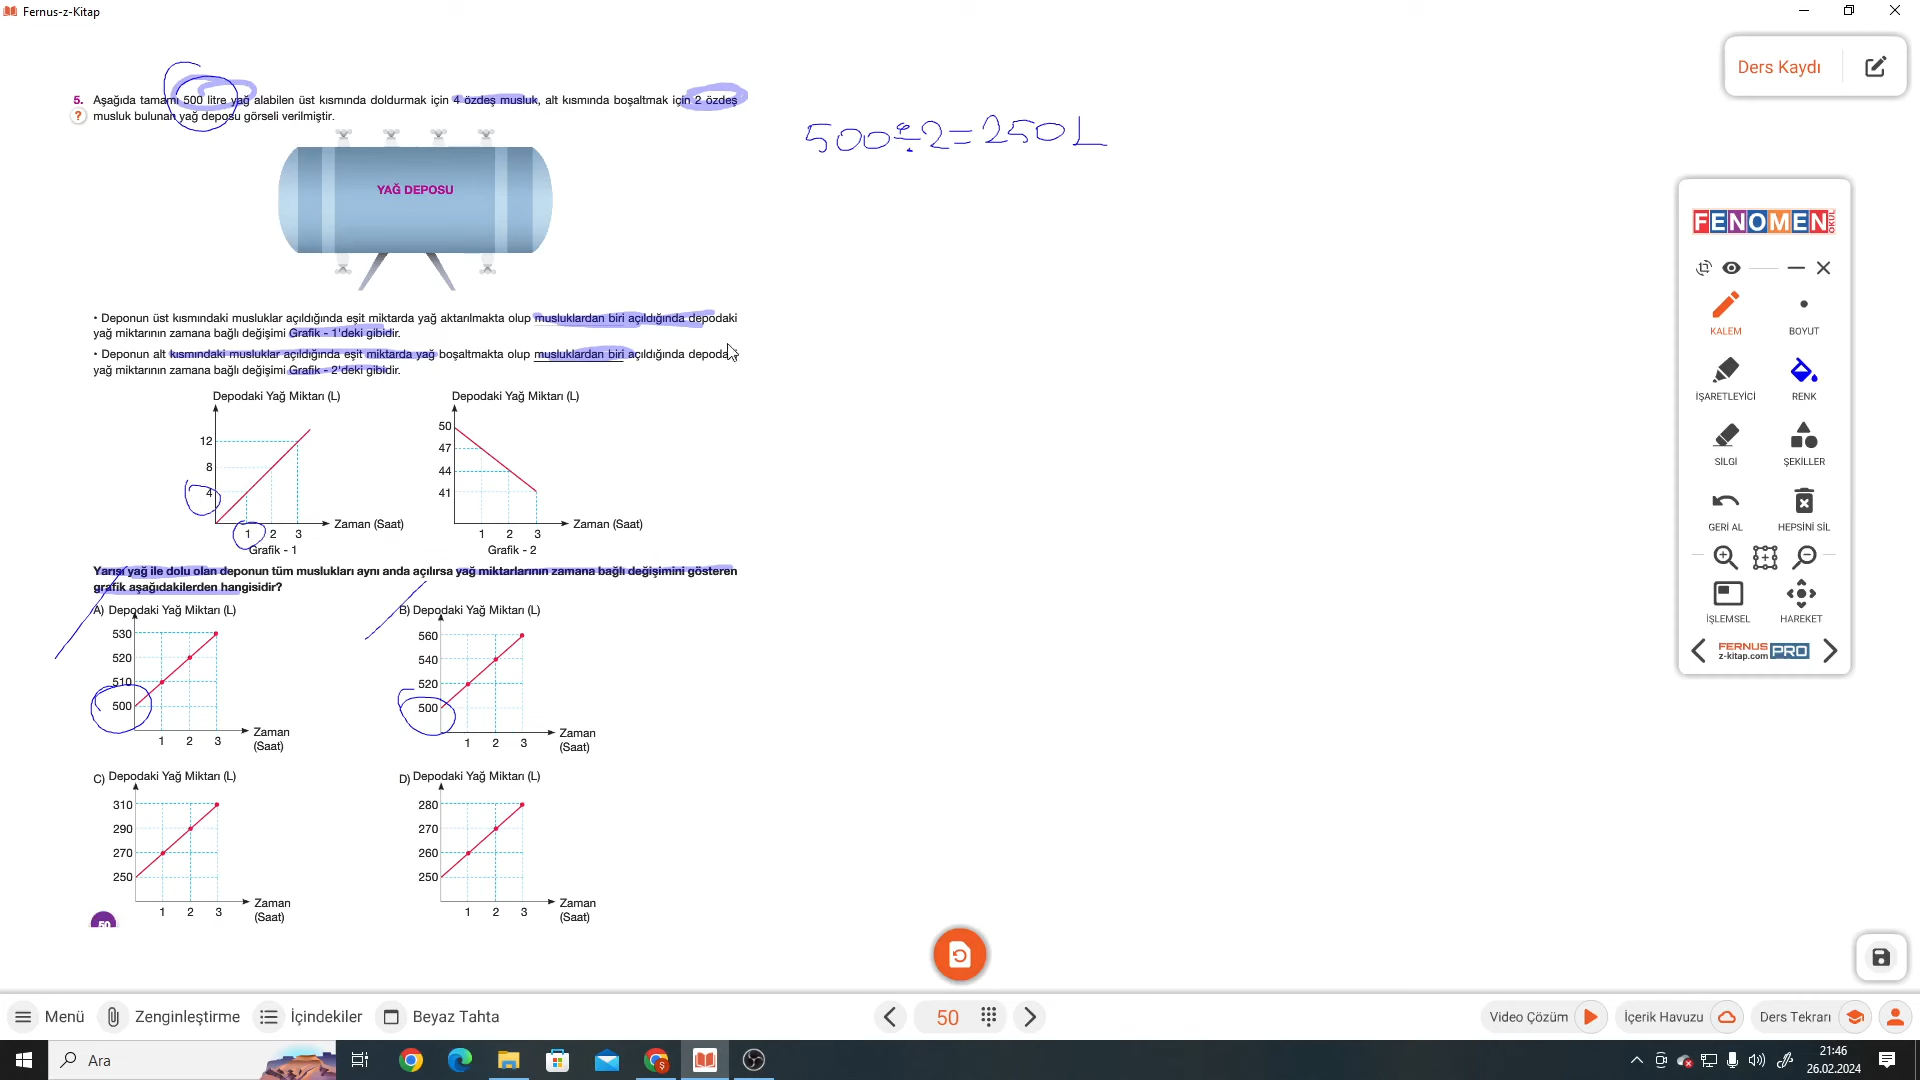 Fernus-z-Kitap
Ders Kaydı
5. Aşağıda tamamı 500 litre yağ alabilen üst kısmında doldurmak için 4 özdeş musluk, alt kısmında boşaltmak için 2 özdeş
? musluk bulunan yağ deposu görseli verilmiştir.
500÷2=250L
YAĞ DEPOSU
• Deponun üst kısmındaki musluklar açıldığında eşit miktarda yağ aktarılmakta olup musluklardan biri açıldığında depodaki
yağ miktarının zamana bağlı değişimi Grafik - 1'deki gibidir.
• Deponun alt kısmındaki musluklar açıldığında eşit miktarda yağ boşaltmakta olup musluklardan biri açıldığında depodaki
yağ miktarının zamana bağlı değişimi Grafik - 2'deki gibidir.
Depodaki Yağ Miktarı (L)
12
8
4
1 2 3 Zaman (Saat)
Grafik - 1
Depodaki Yağ Miktarı (L)
50
47
44
41
1 2 3 Zaman (Saat)
Grafik - 2
Yarısı yağ ile dolu olan deponun tüm muslukları aynı anda açılırsa yağ miktarlarının zamana bağlı değişimini gösteren
grafik aşağıdakilerden hangisidir?
A) Depodaki Yağ Miktarı (L)
530
520
510
500
1 2 3 Zaman
(Saat)
B) Depodaki Yağ Miktarı (L)
560
540
520
500
1 2 3 Zaman
(Saat)
C) Depodaki Yağ Miktarı (L)
310
290
270
250
1 2 3 Zaman
(Saat)
D) Depodaki Yağ Miktarı (L)
280
270
260
250
1 2 3 Zaman
(Saat)
50
FENOMEN OKUL
KALEM BOYUT
İŞARETLEYİCİ RENK
SİLGİ ŞEKİLLER
GERİ AL HEPSİNİ SİL
İŞLEMSEL HAREKET
FERNUS
z-kitap.com PRO
Menü Zenginleştirme İçindekiler Beyaz Tahta 50 Video Çözüm İçerik Havuzu Ders Tekrarı
Ara
21:46
26.02.2024